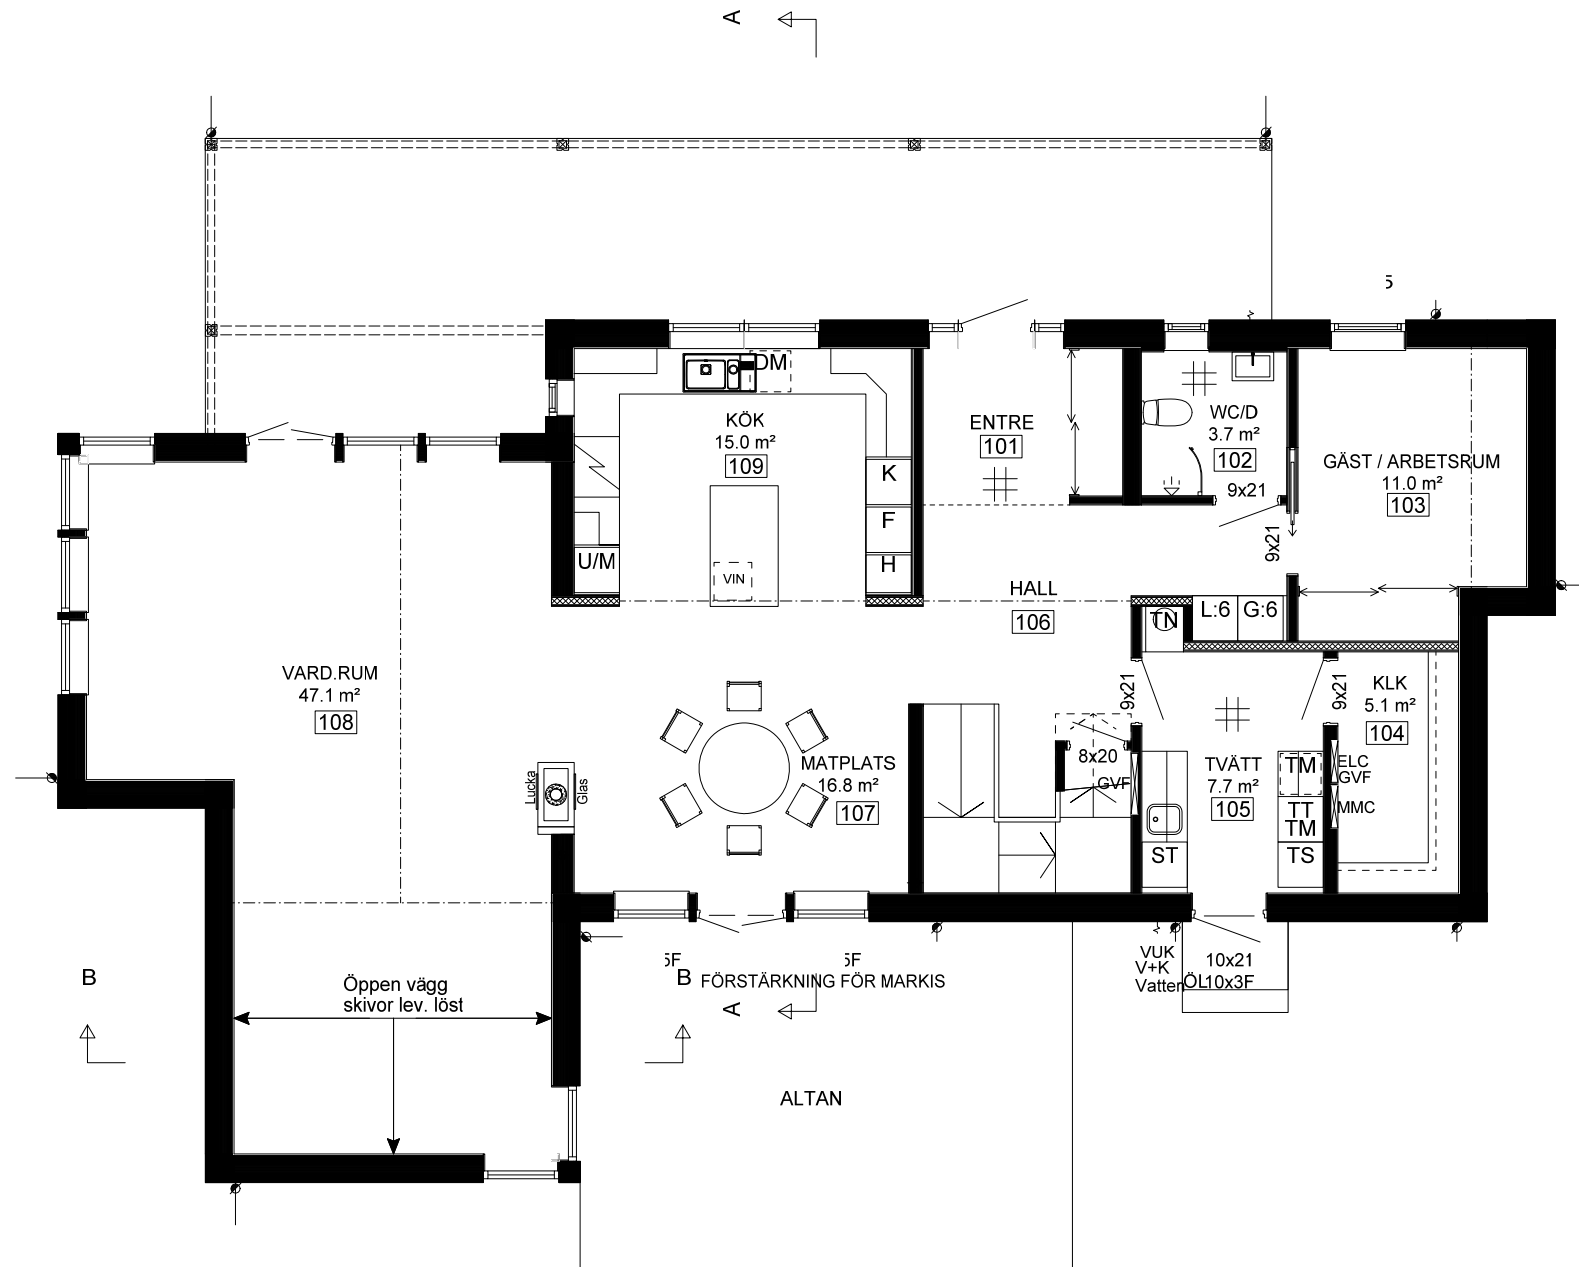 A
DM
KÖK
15.0 m²
109
K
F
H
U/M
VIN
ENTRE
101
WC/D
3.7 m²
102
9x21
GÄST / ARBETSRUM
11.0 m²
103
9x21
HALL
106
TN
L:6
G:6
VARD.RUM
47.1 m²
108
9x21
9x21
KLK
5.1 m²
104
Lucka
Glas
MATPLATS
16.8 m²
107
8x20
GVF
TVÄTT
7.7 m²
105
TM
TT
TM
TS
ST
ELC
GVF
MMC
B
Öppen vägg
skivor lev. löst
B
FÖRSTÄRKNING FÖR MARKIS
A
VUK
V+K
Vatten
10x21
ÖL10x3F
ALTAN